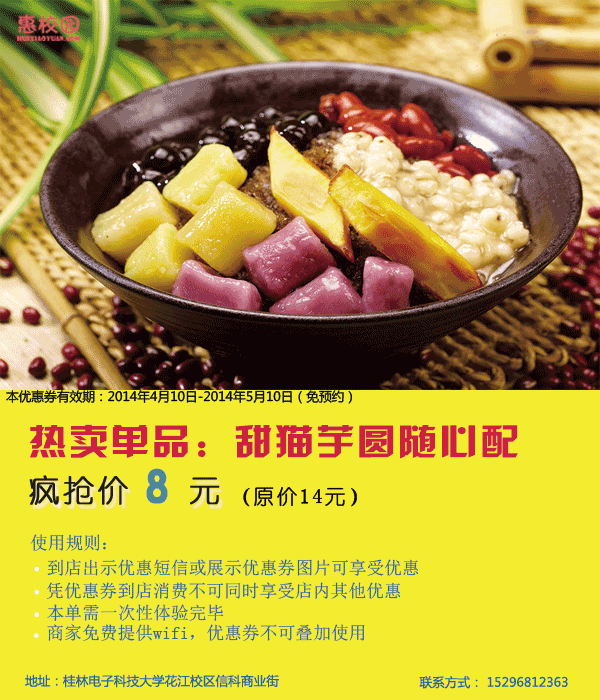 惠校园
HUIXIAOYUAN.COM
本优惠券有效期：2014年4月10日-2014年5月10日（免预约）
热卖单品：甜猫芋圆随心配
疯抢价 8 元 （原价14元）
使用规则：
到店出示优惠短信或展示优惠券图片可享受优惠
凭优惠券到店消费不可同时享受店内其他优惠
本单需一次性体验完毕
商家免费提供wifi，优惠券不可叠加使用
地址：桂林电子科技大学花江校区信科商业街
联系方式： 15296812363